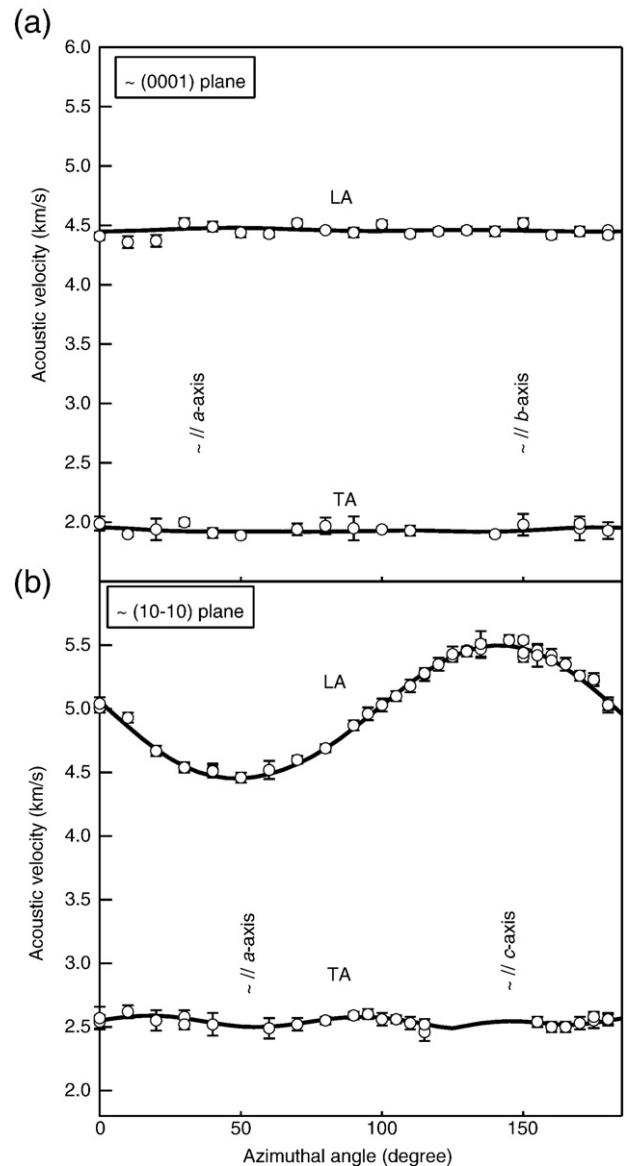 (a)
6.0
~ (0001) plane
5.5
5.0
LA
4.5
4.0
Acoustic velocity (km/s)
3.5
3.0
~ // a-axis
~ // b-axis
2.5
TA
2.0
(b)
~ (10-10) plane
5.5
LA
5.0
4.5
4.0
Acoustic velocity (km/s)
3.5
~ // a-axis
~ // c-axis
3.0
TA
2.5
2.0
0
50
100
150
Azimuthal angle (degree)